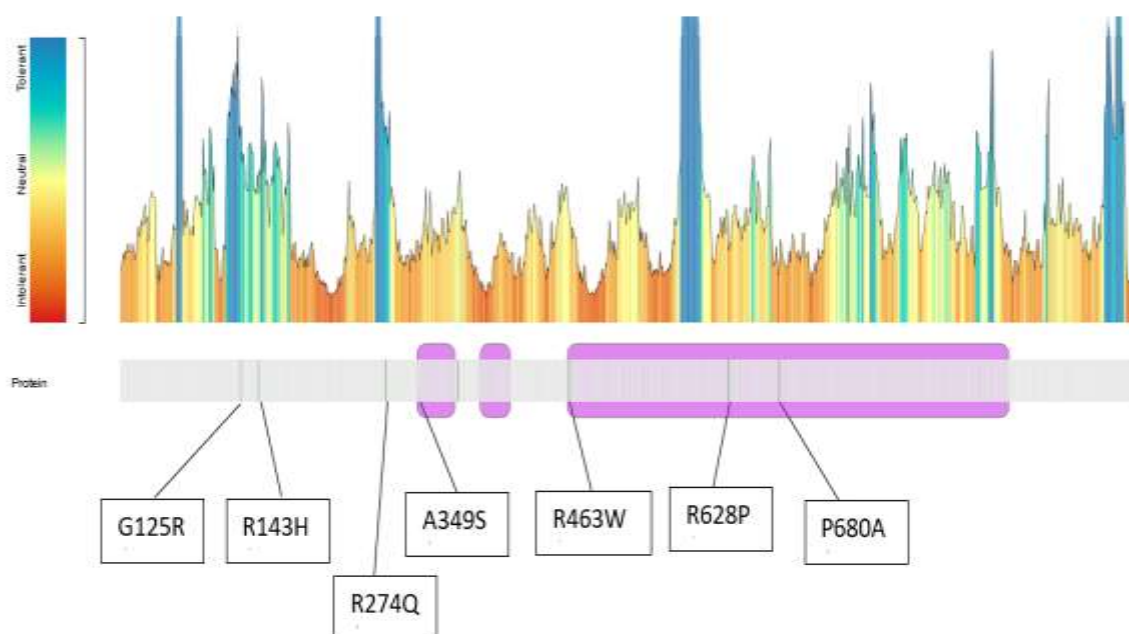 Tolerant
Neutral
Intolerant
Protein
G125R
R143H
R274Q
A349S
R463W
R628P
P680A